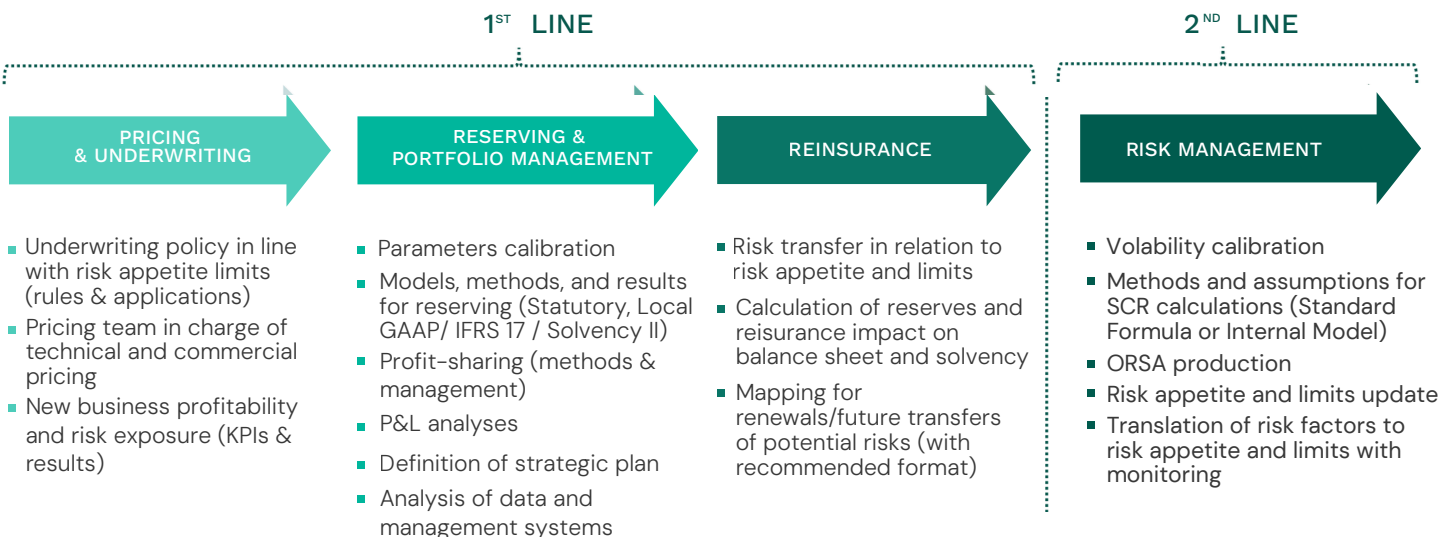 1ST LINE
2ND LINE
PRICING
& UNDERWRITING
RESERVING &
PORTFOLIO MANAGEMENT
REINSURANCE
RISK MANAGEMENT
Underwriting policy in line
with risk appetite limits
(rules & applications)
Pricing team in charge of
technical and commercial
pricing
New business profitability
and risk exposure (KPIs &
results)
Parameters calibration
Models, methods, and results
for reserving (Statutory, Local
GAAP/ IFRS 17 / Solvency II)
Profit-sharing (methods &
management)
P&L analyses
Definition of strategic plan
Analysis of data and
management systems
Risk transfer in relation to
risk appetite and limits
Calculation of reserves and
reisurance impact on
balance sheet and solvency
Mapping for
renewals/future transfers
of potential risks (with
recommended format)
Volability calibration
Methods and assumptions for
SCR calculations (Standard
Formula or Internal Model)
ORSA production
Risk appetite and limits update
Translation of risk factors to
risk appetite and limits with
monitoring